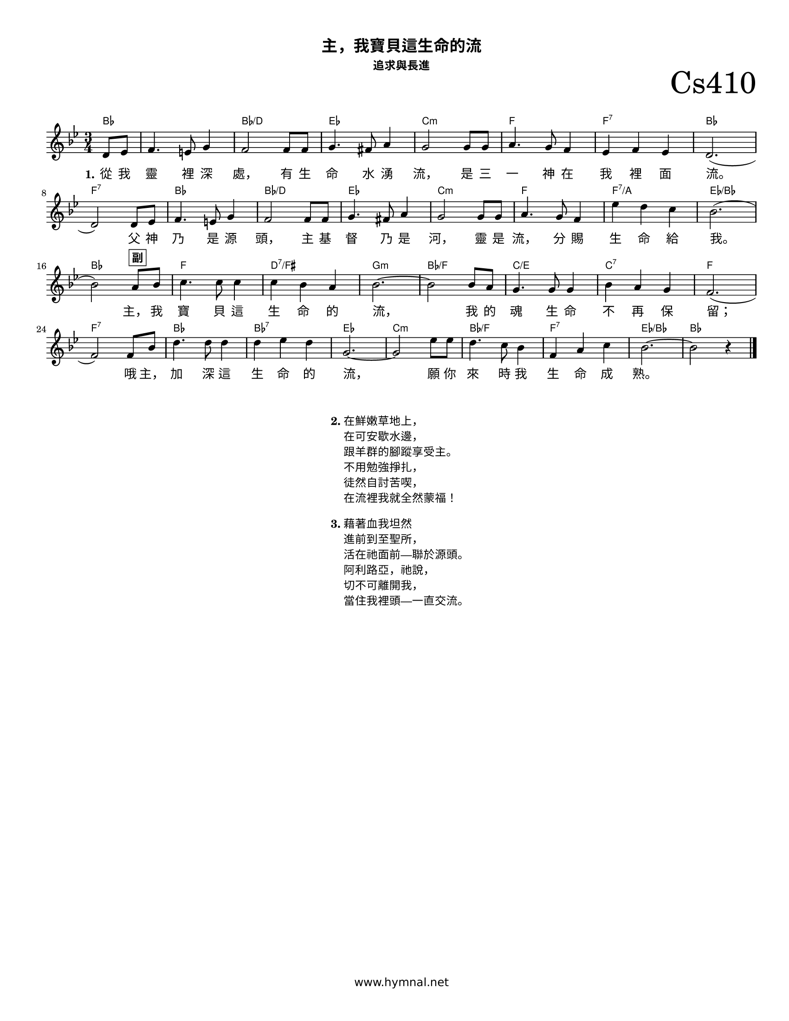 主，我寶貝這生命的流
追求與長進
Cs410
B♭ B♭/D E♭ Cm F F7 B♭
1. 從 我 靈 裡 深 處， 有 生 命 水 湧 流， 是 三 一 神 在 我 裡 面 流。
8 F7 B♭ B♭/D E♭ Cm F F7/A E♭/B♭
父 神 乃 是 源 頭， 主 基 督 乃 是 河， 靈 是 流， 分 賜 生 命 給 我。
副
16 B♭ F D7/F♯ Gm B♭/F C/E C7 F
主， 我 寶 貝 這 生 命 的 流， 我 的 魂 生 命 不 再 保 留；
24 F7 B♭ B♭7 E♭ Cm B♭/F F7 E♭/B♭ B♭
哦 主， 加 深 這 生 命 的 流， 願 你 來 時 我 生 命 成 熟。
2. 在鮮嫩草地上，
在可安歇水邊，
跟羊群的腳蹤享受主。
不用勉強掙扎，
徒然自討苦喫，
在流裡我就全然蒙福！
3. 藉著血我坦然
進前到至聖所，
活在祂面前—聯於源頭。
阿利路亞，祂說，
切不可離開我，
當住我裡頭—一直交流。
www.hymnal.net